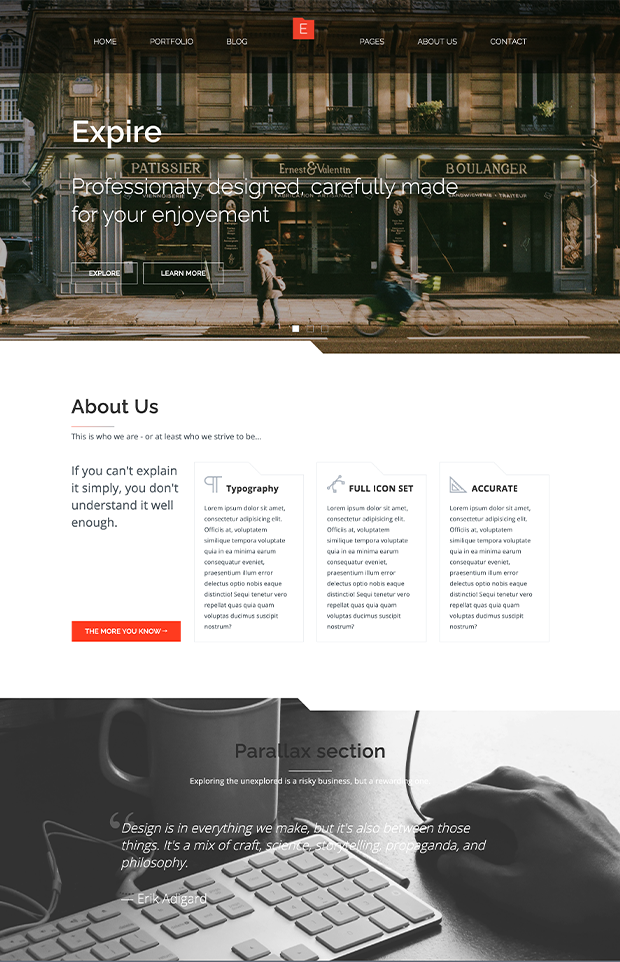 E
HOME PORTFOLIO BLOG PAGES ABOUT US CONTACT
Expire
PATISSIER Ernest & Valentin BOULANGER
Professionaly designed, carefully made
for your enjoyement
EXPLORE LEARN MORE
About Us
This is who we are - or at least who we strive to be...
If you can't explain
it simply, you don't
understand it well
enough.
THE MORE YOU KNOW→
Typography
Lorem ipsum dolor sit amet,
consectetur adipisicing elit.
Officiis at, voluptatem
similique tempore voluptate
quia in ea minima earum
consequatur eveniet,
praesentium illum error
delectus optio nobis eaque
distinctio! Sequi tenetur vero
repellat quas quia quam
voluptas ducimus suscipit
nostrum?
FULL ICON SET
Lorem ipsum dolor sit amet,
consectetur adipisicing elit.
Officiis at, voluptatem
similique tempore voluptate
quia in ea minima earum
consequatur eveniet,
praesentium illum error
delectus optio nobis eaque
distinctio! Sequi tenetur vero
repellat quas quia quam
voluptas ducimus suscipit
nostrum?
ACCURATE
Lorem ipsum dolor sit amet,
consectetur adipisicing elit.
Officiis at, voluptatem
similique tempore voluptate
quia in ea minima earum
consequatur eveniet,
praesentium illum error
delectus optio nobis eaque
distinctio! Sequi tenetur vero
repellat quas quia quam
voluptas ducimus suscipit
nostrum?
Parallax section
Exploring the unexplored is a risky business, but a rewarding
“
Design is in everything we make, but it's also between those
things. It's a mix of craft, science, storytelling, propaganda, and
philosophy.
— Erik Adigard